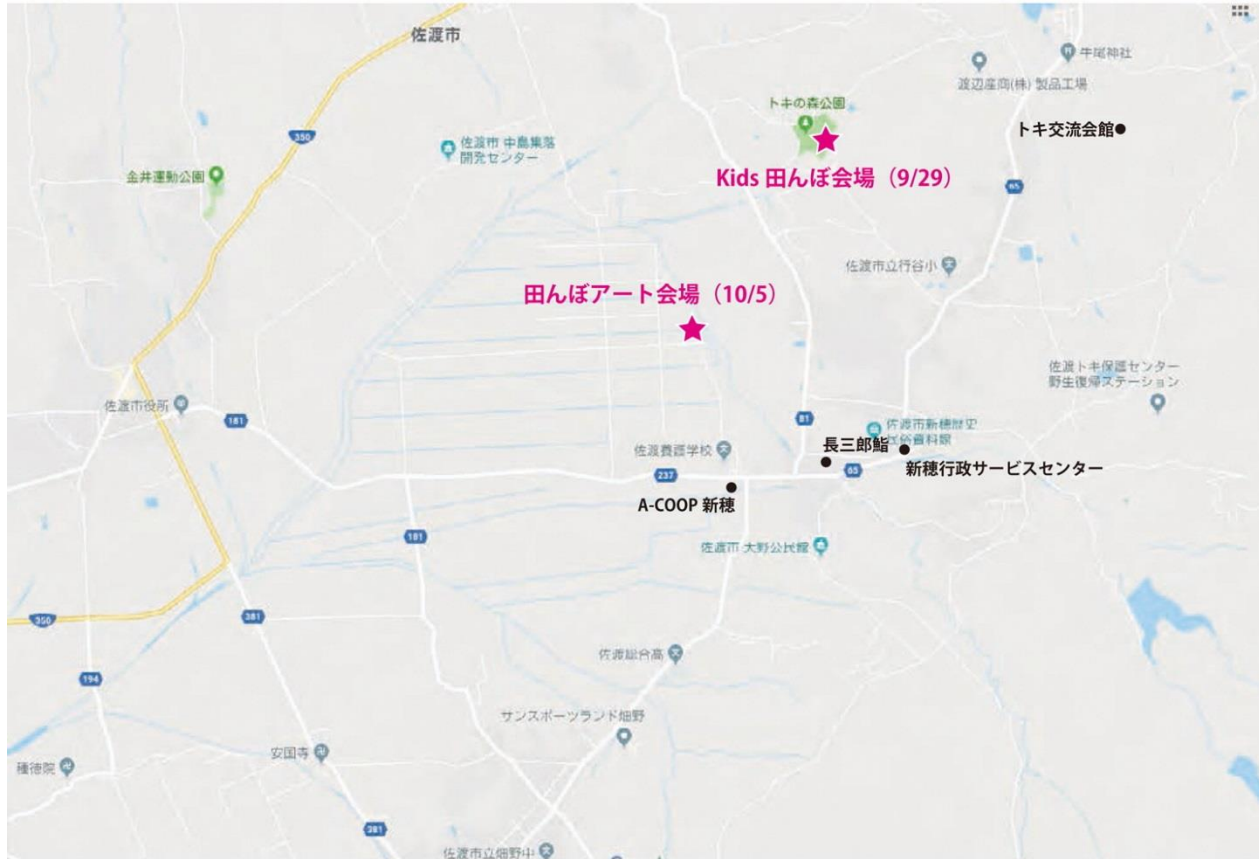 佐渡市
牛尾神社
渡辺産商(株) 製品工場
トキの森公園
トキ交流会館
350
佐渡市 中島集落
開発センター
金井運動公園
Kids 田んぼ会場（9/29）
65
佐渡市立行谷小
田んぼアート会場（10/5）
佐渡トキ保護センター
野生復帰ステーション
佐渡市役所
181
81
佐渡市新穂歴史
民俗資料館
長三郎鮨
佐渡養護学校
新穂行政サービスセンター
237
65
A-COOP 新穂
181
佐渡市 大野公民館
350
381
佐渡総合高
194
サンスポーツランド畑野
安国寺
種徳院
381
佐渡市立畑野中